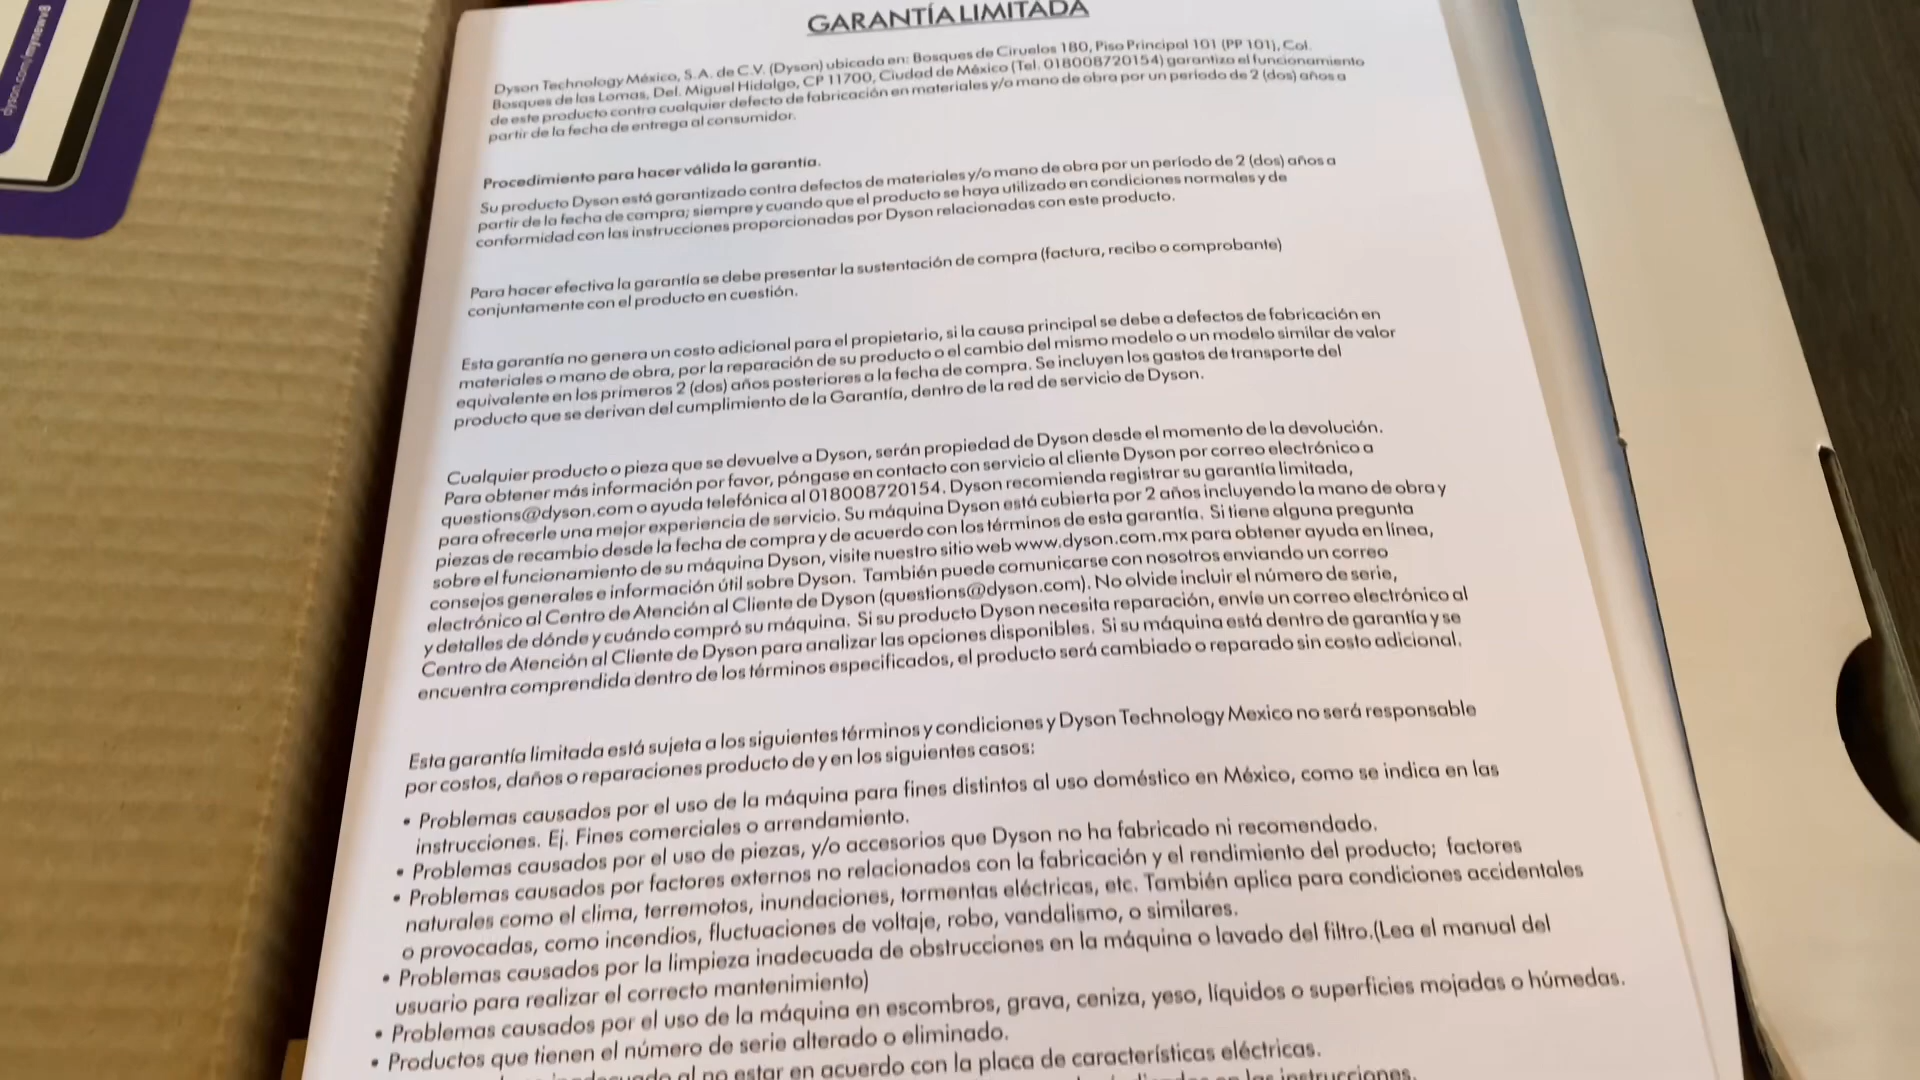 dyson.com/mynewv8
GARANTÍA LIMITADA
Dyson Technology México, S.A. de C.V. (Dyson) ubicada en: Bosques de Ciruelos 180, Piso Principal 101 (PP 101), Col.
Bosques de las Lomas, Del. Miguel Hidalgo, CP 11700, Ciudad de México (Tel. 018008720154) garantiza el funcionamiento
de este producto contra cualquier defecto de fabricación en materiales y/o mano de obra por un período de 2 (dos) años a
partir de la fecha de entrega al consumidor.
Procedimiento para hacer válida la garantía.
Su producto Dyson está garantizado contra defectos de materiales y/o mano de obra por un período de 2 (dos) años a
partir de la fecha de compra; siempre y cuando que el producto se haya utilizado en condiciones normales y de
conformidad con las instrucciones proporcionadas por Dyson relacionadas con este producto.
Para hacer efectiva la garantía se debe presentar la sustentación de compra (factura, recibo o comprobante)
conjuntamente con el producto en cuestión.
Esta garantía no genera un costo adicional para el propietario, si la causa principal se debe a defectos de fabricación en
materiales o mano de obra, por la reparación de su producto o el cambio del mismo modelo o un modelo similar de valor
equivalente en los primeros 2 (dos) años posteriores a la fecha de compra. Se incluyen los gastos de transporte del
producto que se derivan del cumplimiento de la Garantía, dentro de la red de servicio de Dyson.
Cualquier producto o pieza que se devuelve a Dyson, serán propiedad de Dyson desde el momento de la devolución.
Para obtener más información por favor, póngase en contacto con servicio al cliente Dyson por correo electrónico a
questions@dyson.com o ayuda telefónica al 018008720154. Dyson recomienda registrar su garantía limitada,
para ofrecerle una mejor experiencia de servicio. Su máquina Dyson está cubierta por 2 años incluyendo la mano de obra y
piezas de recambio desde la fecha de compra y de acuerdo con los términos de esta garantía. Si tiene alguna pregunta
sobre el funcionamiento de su máquina Dyson, visite nuestro sitio web www.dyson.com.mx para obtener ayuda en línea,
consejos generales e información útil sobre Dyson. También puede comunicarse con nosotros enviando un correo
electrónico al Centro de Atención al Cliente de Dyson (questions@dyson.com). No olvide incluir el número de serie,
y detalles de dónde y cuándo compró su máquina. Si su producto Dyson necesita reparación, envíe un correo electrónico al
Centro de Atención al Cliente de Dyson para analizar las opciones disponibles. Si su máquina está dentro de garantía y se
encuentra comprendida dentro de los términos especificados, el producto será cambiado o reparado sin costo adicional.
Esta garantía limitada está sujeta a los siguientes términos y condiciones y Dyson Technology Mexico no será responsable
por costos, daños o reparaciones producto de y en los siguientes casos:
• Problemas causados por el uso de la máquina para fines distintos al uso doméstico en México, como se indica en las
instrucciones. Ej. Fines comerciales o arrendamiento.
• Problemas causados por el uso de piezas, y/o accesorios que Dyson no ha fabricado ni recomendado.
• Problemas causados por factores externos no relacionados con la fabricación y el rendimiento del producto; factores
naturales como el clima, terremotos, inundaciones, tormentas eléctricas, etc. También aplica para condiciones accidentales
o provocadas, como incendios, fluctuaciones de voltaje, robo, vandalismo, o similares.
• Problemas causados por la limpieza inadecuada de obstrucciones en la máquina o lavado del filtro.(Lea el manual del
usuario para realizar el correcto mantenimiento)
• Problemas causados por el uso de la máquina en escombros, grava, ceniza, yeso, líquidos o superficies mojadas o húmedas.
• Productos que tienen el número de serie alterado o eliminado.
al no estar en acuerdo con la placa de características eléctricas.
en las instrucciones.